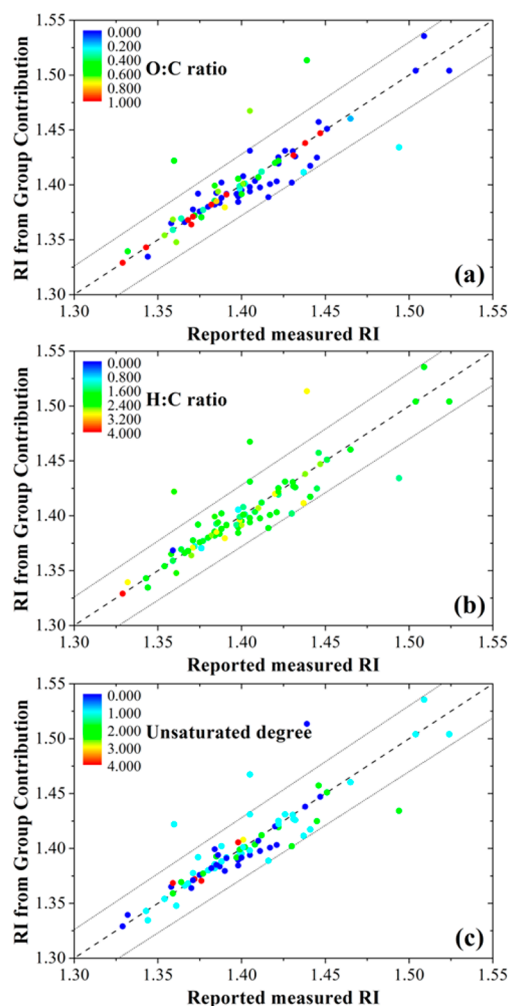 1.55
1.50
1.45
1.40
1.35
1.30
RI from Group Contribution
0.000
0.200
0.400
0.600
0.800
1.000
O:C ratio
(a)
1.30 1.35 1.40 1.45 1.50 1.55
Reported measured RI
1.55
1.50
1.45
1.40
1.35
1.30
RI from Group Contribution
0.000
0.800
1.600
2.400
3.200
4.000
H:C ratio
(b)
1.30 1.35 1.40 1.45 1.50 1.55
Reported measured RI
1.55
1.50
1.45
1.40
1.35
1.30
RI from Group Contribution
0.000
1.000
2.000
3.000
4.000
Unsaturated degree
(c)
1.30 1.35 1.40 1.45 1.50 1.55
Reported measured RI